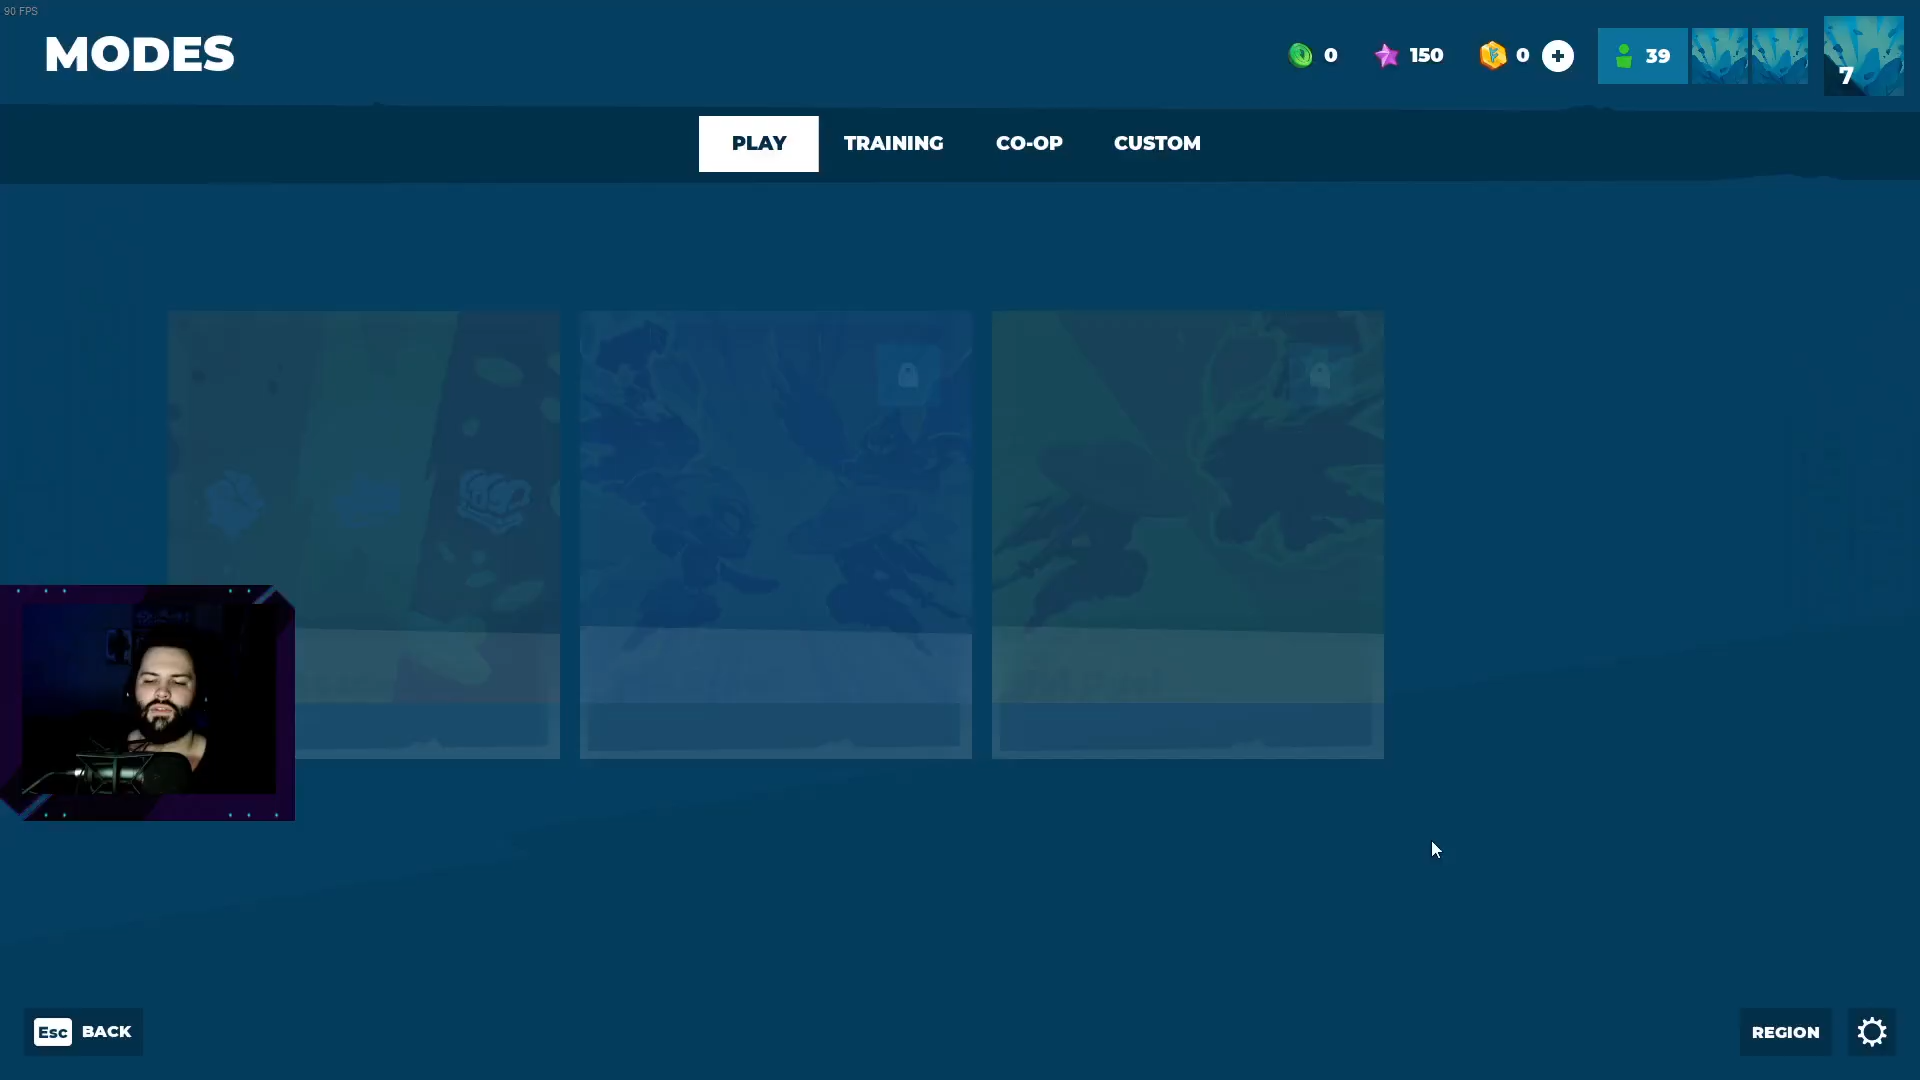 90 FPS
MODES
0
150
0
39
7
PLAY
TRAINING
CO-OP
CUSTOM
Esc BACK
REGION